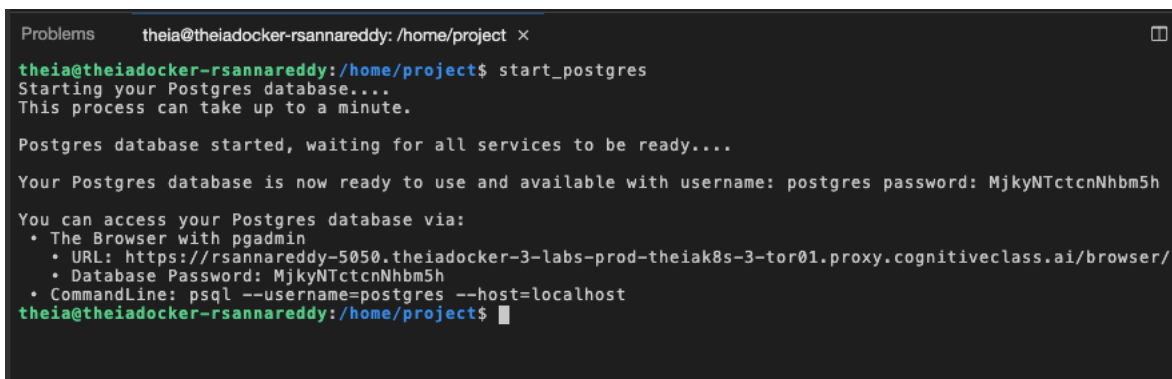 Problems theia@theiadocker-rsannareddy: /home/project ×
theia@theiadocker-rsannareddy:/home/project$ start_postgres
Starting your Postgres database....
This process can take up to a minute.
Postgres database started, waiting for all services to be ready....
Your Postgres database is now ready to use and available with username: postgres password: MjkyNTctcnNhbm5h
You can access your Postgres database via:
• The Browser with pgadmin
• URL: https://rsannareddy-5050.theiadocker-3-labs-prod-theiak8s-3-tor01.proxy.cognitiveclass.ai/browser/
• Database Password: MjkyNTctcnNhbm5h
• CommandLine: psql --username=postgres --host=localhost
theia@theiadocker-rsannareddy:/home/project$